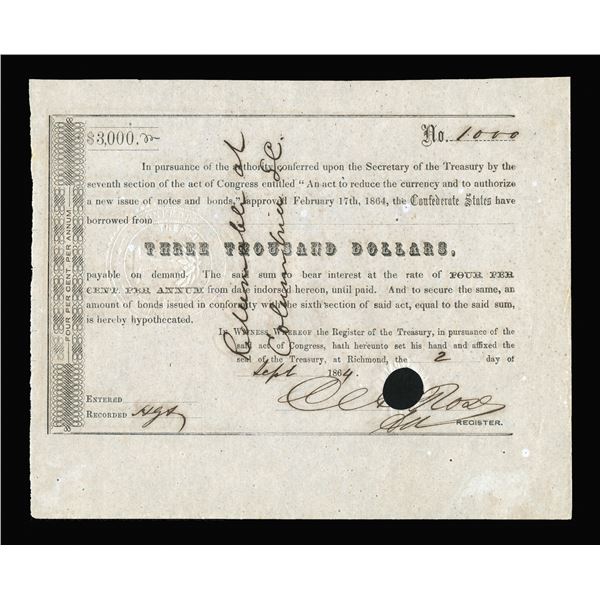 $3,000.
No. 1000
In pursuance of the authority conferred upon the Secretary of the Treasury by the
seventh section of the act of Congress entitled "An act to reduce the currency and to authorize
a new issue of notes and bonds," approved February 17th, 1864, the Confederate States have
borrowed from
THREE THOUSAND DOLLARS,
payable on demand. The said sum to bear interest at the rate of FOUR PER
CENT. PER ANNUM from date indorsed hereon, until paid. And to secure the same, an
amount of bonds issued in conformity with the sixth section of said act, equal to the said sum,
is hereby hypothecated.
In Witness Whereof the Register of the Treasury, in pursuance of the
said act of Congress, hath hereunto set his hand and affixed the
seal of the Treasury, at Richmond, the 2 day of
Sept 1864.
ENTERED
RECORDED
Rose
REGISTER.
FOUR PER CENT. PER ANNUM
at
Columbia S.C.